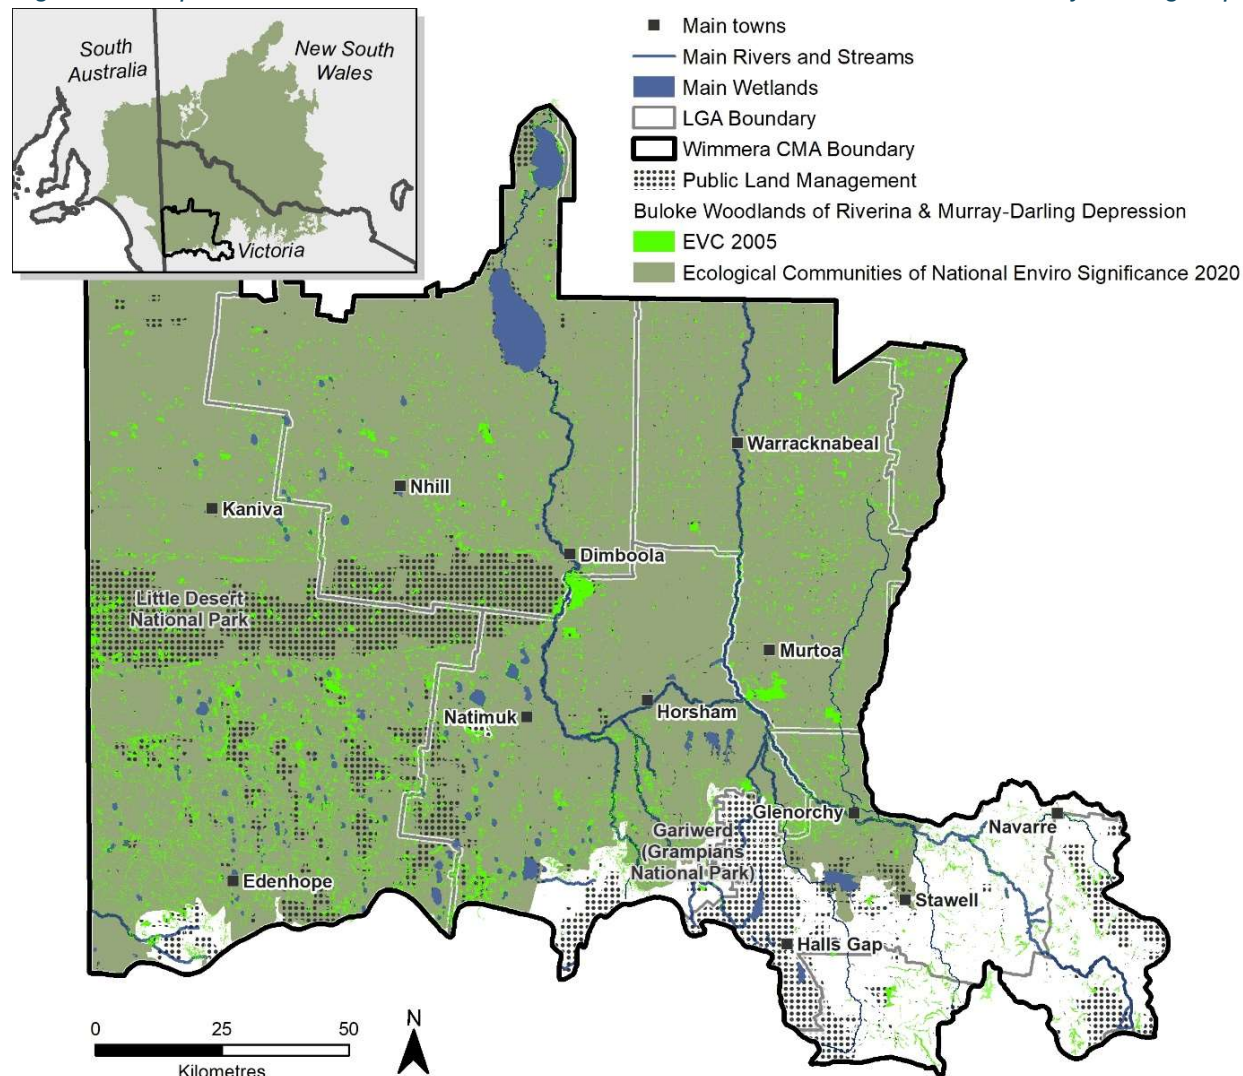 South
Australia
New South
Wales
Victoria
Main towns
Main Rivers and Streams
Main Wetlands
LGA Boundary
Wimmera CMA Boundary
Public Land Management
Buloke Woodlands of Riverina & Murray-Darling Depression
EVC 2005
Ecological Communities of National Enviro Significance 2020
Warracknabeal
Nhill
Kaniva
Dimboola
Little Desert
National Park
Murtoa
Natimuk
Horsham
Glenorchy
Navarre
Gariwerd
(Grampians
National Park)
Edenhope
Stawell
Halls Gap
0 25 50
Kilometres
N